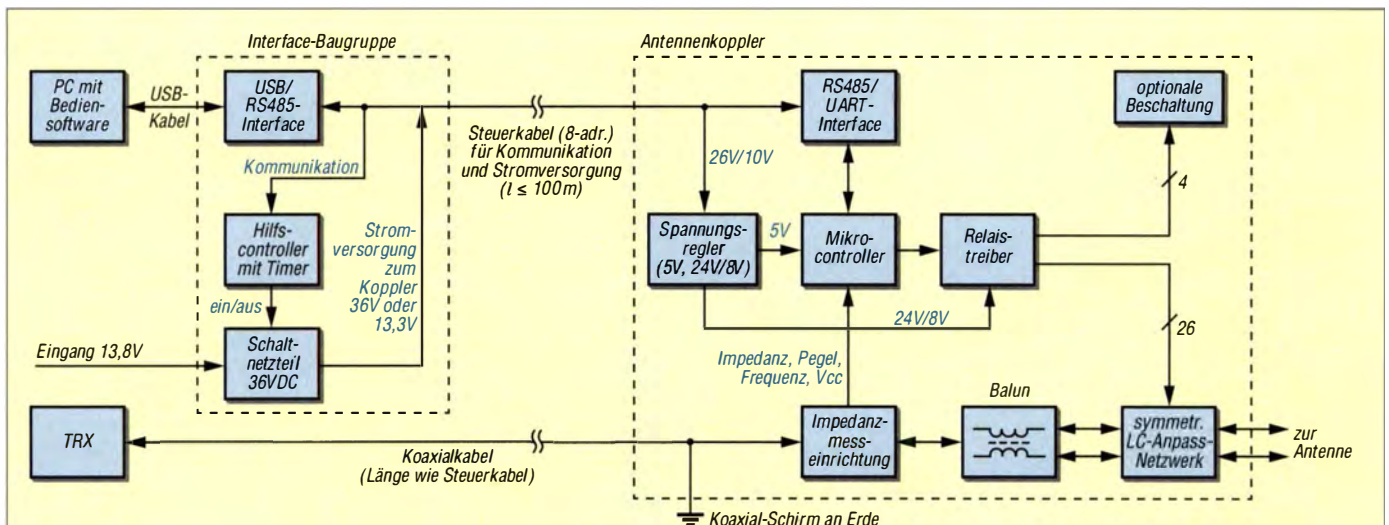 Interface-Baugruppe
Antennenkoppler
PC mit
Bedien-
software
USB-
Kabel
USB/
RS485-
Interface
Steuerkabel (8-adr.)
für Kommunikation
und Stromversorgung
(l ≤ 100m)
RS485/
UART-
Interface
optionale
Beschaltung
Kommunikation
26V/10V
4
Hilfs-
controller
mit Timer
Strom-
versorgung
zum
Koppler
36V oder
13,3V
Spannungs-
regler
(5V, 24V/8V)
5V
Mikro-
controller
Relais-
treiber
ein/aus
24V/8V
26
Eingang 13,8V
Schalt-
netzteil
36VDC
Impedanz, Pegel,
Frequenz, Vcc
Balun
TRX
Koaxialkabel
(Länge wie Steuerkabel)
Impedanz-
mess-
einrichtung
symmetr.
LC-Anpass-
Netzwerk
zur
Antenne
Koaxial-Schirm an Erde